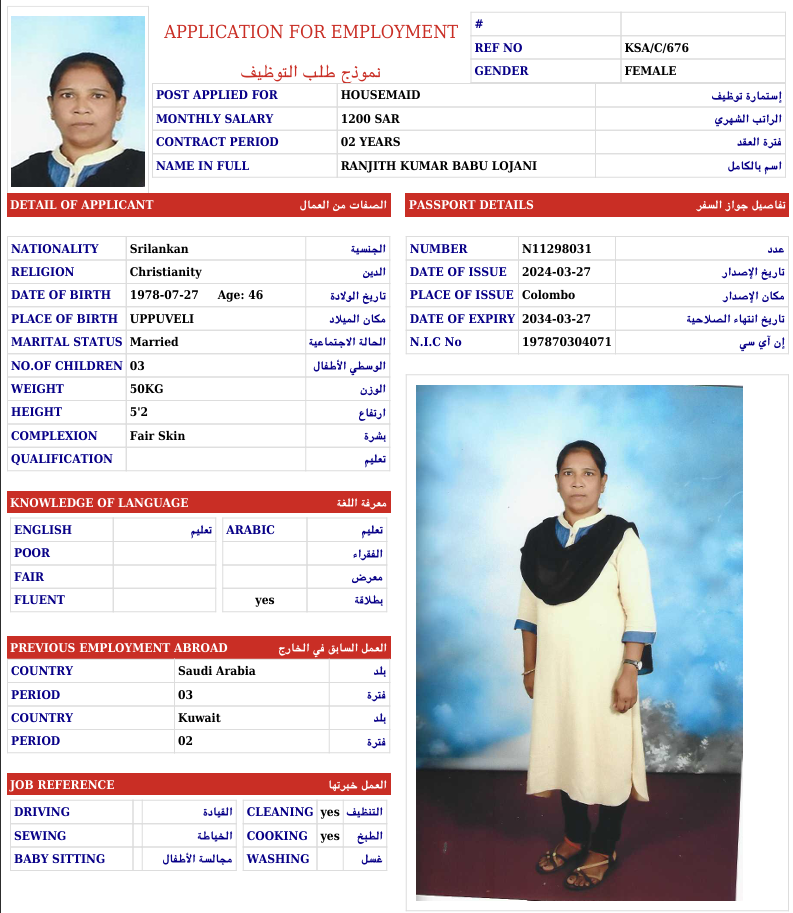 APPLICATION FOR EMPLOYMENT
نموذج طلب التوظيف
#
REF NO KSA/C/676
GENDER FEMALE
POST APPLIED FOR HOUSEMAID إستمارة توظيف
MONTHLY SALARY 1200 SAR الراتب الشهري
CONTRACT PERIOD 02 YEARS فترة العقد
NAME IN FULL RANJITH KUMAR BABU LOJANI اسم بالكامل
DETAIL OF APPLICANT الصفات من العمال
NATIONALITY Srilankan الجنسية
RELIGION Christianity الدين
DATE OF BIRTH 1978-07-27 Age: 46 تاريخ الولادة
PLACE OF BIRTH UPPUVELI مكان الميلاد
MARITAL STATUS Married الحالة الاجتماعية
NO.OF CHILDREN 03 الوسطي الأطفال
WEIGHT 50KG الوزن
HEIGHT 5'2 ارتفاع
COMPLEXION Fair Skin بشرة
QUALIFICATION تعليم
KNOWLEDGE OF LANGUAGE معرفة اللغة
ENGLISH تعليم ARABIC تعليم
POOR الفقراء
FAIR معرض
FLUENT yes بطلاقة
PREVIOUS EMPLOYMENT ABROAD العمل السابق في الخارج
COUNTRY Saudi Arabia بلد
PERIOD 03 فترة
COUNTRY Kuwait بلد
PERIOD 02 فترة
JOB REFERENCE العمل خبرتها
DRIVING القيادة CLEANING yes التنظيف
SEWING الخياطة COOKING yes الطبخ
BABY SITTING مجالسة الأطفال WASHING غسل
PASSPORT DETAILS تفاصيل جواز السفر
NUMBER N11298031 عدد
DATE OF ISSUE 2024-03-27 تاريخ الإصدار
PLACE OF ISSUE Colombo مكان الإصدار
DATE OF EXPIRY 2034-03-27 تاريخ انتهاء الصلاحية
N.I.C No 197870304071 إن آي سي